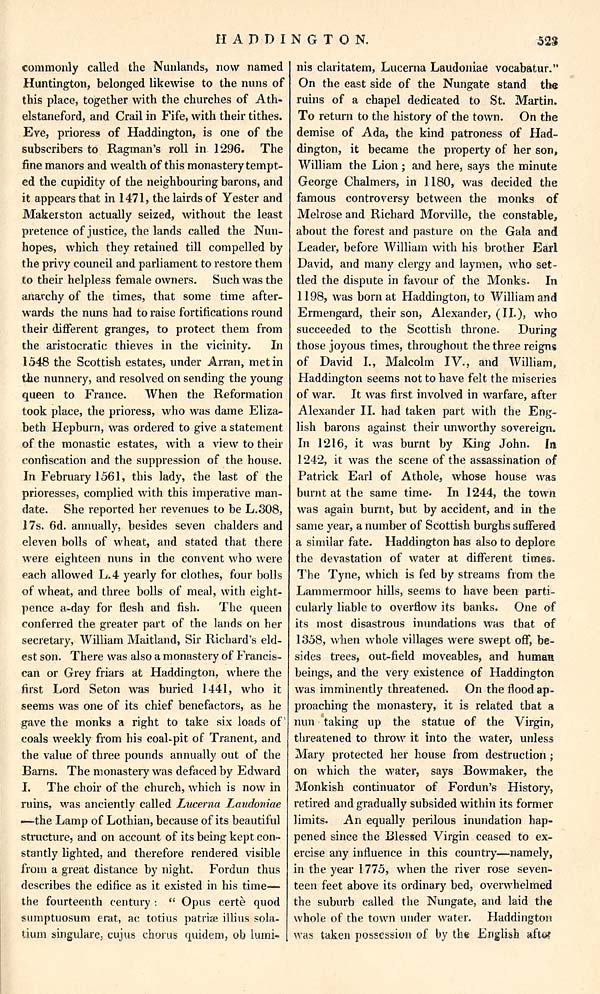 HADDINGTON.
523
commonly called the Nunlands, now named
Huntington, belonged likewise to the nuns of
this place, together with the churches of Ath-
elstaneford, and Crail in Fife, with their tithes.
Eve, prioress of Haddington, is one of the
subscribers to Ragman's roll in 1296. The
fine manors and wealth of this monastery tempt-
ed the cupidity of the neighbouring barons, and
it appears that in 1471, the lairds of Yester and
Makerston actually seized, without the least
pretence of justice, the lands called the Nun-
hopes, which they retained till compelled by
the privy council and parliament to restore them
to their helpless female owners. Such was the
anarchy of the times, that some time after-
wards the nuns had to raise fortifications round
their different granges, to protect them from
the aristocratic thieves in the vicinity. In
1548 the Scottish estates, under Arran, met in
the nunnery, and resolved on sending the young
queen to France. When the Reformation
took place, the prioress, who was dame Eliza-
beth Hepburn, was ordered to give a statement
of the monastic estates, with a view to their
confiscation and the suppression of the house.
In February 1561, this lady, the last of the
prioresses, complied with this imperative man-
date. She reported her revenues to be L.308,
17s. 6d. annually, besides seven chalders and
eleven bolls of wheat, and stated that there
were eighteen nuns in the convent who were
each allowed L.4 yearly for clothes, four bolls
of wheat, and three bolls of meal, with eight-
pence a-day for flesh and fish. The queen
conferred the greater part of the lands on her
secretary, William Maitland, Sir Richard's eld-
est son. There was also a monastery of Francis-
can or Grey friars at Haddington, where the
first Lord Seton was buried 1441, who it
seems was one of its chief benefactors, as he
gave the monks a right to take six loads of
coals weekly from his coal-pit of Tranent, and
the value of three pounds annually out of the
Barns. The monastery was defaced by Edward
I. The choir of the church, which is now in
ruins, was anciently called Lucerna Laudoniae
—the Lamp of Lothian, because of its beautiful
structure, and on account of its being kept con-
stantly lighted, and therefore rendered visible
from a great distance by night. Fordun thus
describes the edifice as it existed in his time—
the fourteenth century: " Opus certè quod
sumptuosum erat, ac totius patriæ illius sola-
tium singulare, cujus chorus quidem, ob lumi-
nis claritatem, Lucerna Laudoniae vocabatur."
On the east side of the Nungate stand the
ruins of a chapel dedicated to St. Martin.
To return to the history of the town. On the
demise of Ada, the kind patroness of Had-
dington, it became the property of her son,
William the Lion; and here, says the minute
George Chalmers, in 1180, was decided the
famous controversy between the monks of
Melrose and Richard Morville, the constable,
about the forest and pasture on the Gala and
Leader, before William with his brother Earl
David, and many clergy and laymen, who set-
tled the dispute in favour of the Monks. In
1198, was born at Haddington, to William and
Ermengard, their son, Alexander, (II.), who
succeeded to the Scottish throne. During
those joyous times, throughout the three reigns
of David I., Malcolm IV., and William,
Haddington seems not to have felt the miseries
of war. It was first involved in warfare, after
Alexander II. had taken part with the Eng-
lish barons against their unworthy sovereign.
In 1216, it was burnt by King John. In
1242, it was the scene of the assassination of
Patrick Earl of Athole, whose house was
burnt at the same time. In 1244, the town
was again burnt, but by accident, and in the
same year, a number of Scottish burghs suffered
a similar fate. Haddington has also to deplore
the devastation of water at different times.
The Tyne, which is fed by streams from the
Lammermoor hills, seems to have been parti-
cularly liable to overflow its banks. One of
its most disastrous inundations was that of
1358, when whole villages were swept off, be-
sides trees, out-field moveables, and human
beings, and the very existence of Haddington
was imminently threatened. On the flood ap-
proaching the monastery, it is related that a
nun taking up the statue of the Virgin,
threatened to throw it into the water, unless
Mary protected her house from destruction;
on which the water, says Bowmaker, the
Monkish continuator of Fordun's History,
retired and gradually subsided within its former
limits. An equally perilous inundation hap-
pened since the Blessed Virgin ceased to ex-
ercise any influence in this country—namely,
in the year 1775, when the river rose seven-
teen feet above its ordinary bed, overwhelmed
the suburb called the Nungate, and laid the
whole of the town under water. Haddington
was taken possession of by the English after